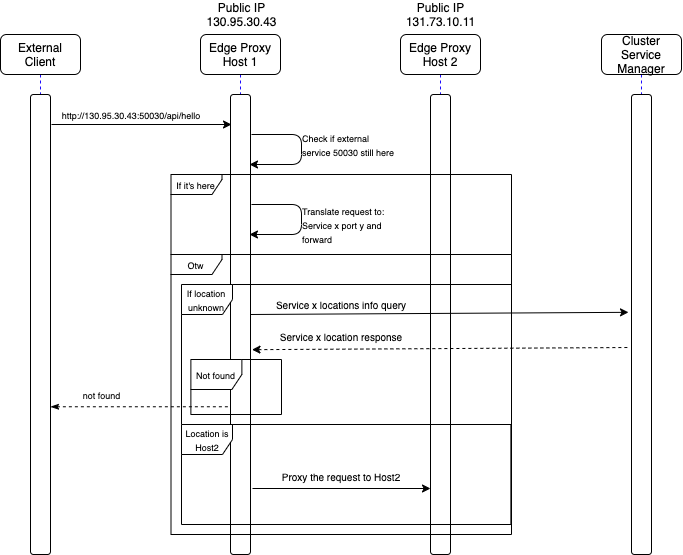 Public IP
130.95.30.43
Public IP
131.73.10.11
External
Client
Edge Proxy
Host 1
Edge Proxy
Host 2
Cluster
Service
Manager
http://130.95.30.43:50030/api/hello
Check if external
service 50030 still here
If it's here
Translate request to:
Service x port y and
forward
Otw
If location
unknown
Service x locations info query
Service x location response
Not found
not found
Location is
Host2
Proxy the request to Host2